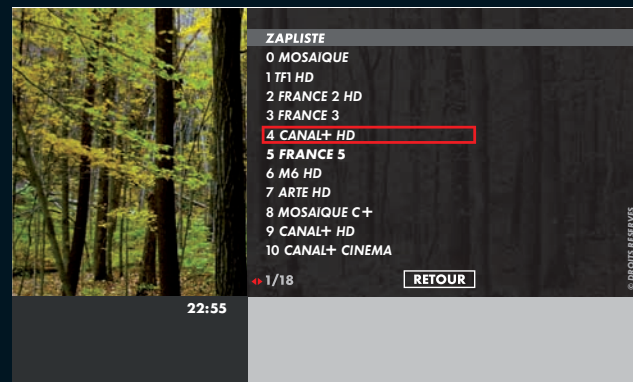 ZAPLISTE
0 MOSAIQUE
1 TF1 HD
2 FRANCE 2 HD
3 FRANCE 3
4 CANAL+ HD
5 FRANCE 5
6 M6 HD
7 ARTE HD
8 MOSAIQUE C+
9 CANAL+ HD
10 CANAL+ CINEMA
1/18
RETOUR
22:55
© DROITS RESERVES